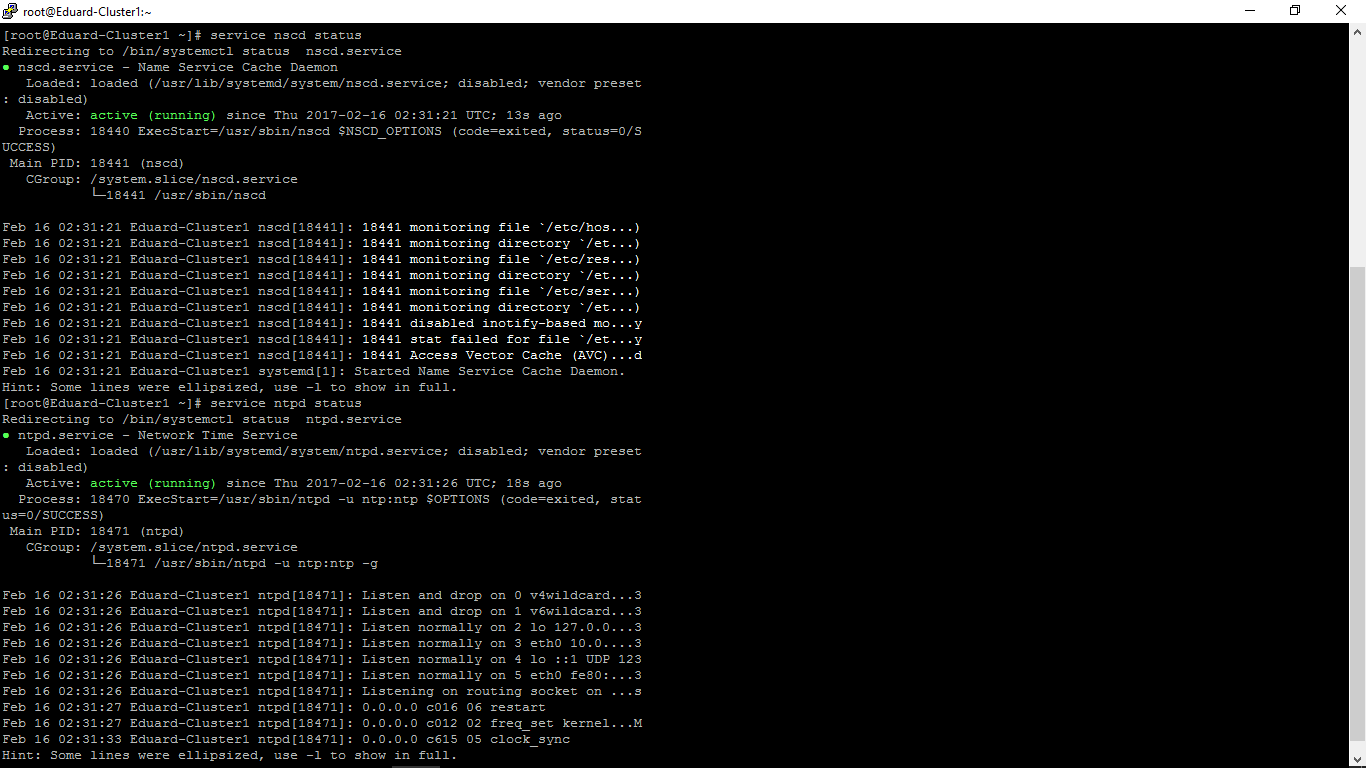 root@Eduard-Cluster1:~
[root@Eduard-Cluster1 ~]# service nscd status
Redirecting to /bin/systemctl status  nscd.service
● nscd.service - Name Service Cache Daemon
   Loaded: loaded (/usr/lib/systemd/system/nscd.service; disabled; vendor preset
: disabled)
   Active: active (running) since Thu 2017-02-16 02:31:21 UTC; 13s ago
  Process: 18440 ExecStart=/usr/sbin/nscd $NSCD_OPTIONS (code=exited, status=0/S
UCCESS)
 Main PID: 18441 (nscd)
   CGroup: /system.slice/nscd.service
           └─18441 /usr/sbin/nscd
Feb 16 02:31:21 Eduard-Cluster1 nscd[18441]: 18441 monitoring file `/etc/hos...)
Feb 16 02:31:21 Eduard-Cluster1 nscd[18441]: 18441 monitoring directory `/et...)
Feb 16 02:31:21 Eduard-Cluster1 nscd[18441]: 18441 monitoring file `/etc/res...)
Feb 16 02:31:21 Eduard-Cluster1 nscd[18441]: 18441 monitoring directory `/et...)
Feb 16 02:31:21 Eduard-Cluster1 nscd[18441]: 18441 monitoring file `/etc/ser...)
Feb 16 02:31:21 Eduard-Cluster1 nscd[18441]: 18441 monitoring directory `/et...)
Feb 16 02:31:21 Eduard-Cluster1 nscd[18441]: 18441 disabled inotify-based mo...y
Feb 16 02:31:21 Eduard-Cluster1 nscd[18441]: 18441 stat failed for file `/et...y
Feb 16 02:31:21 Eduard-Cluster1 nscd[18441]: 18441 Access Vector Cache (AVC)...d
Feb 16 02:31:21 Eduard-Cluster1 systemd[1]: Started Name Service Cache Daemon.
Hint: Some lines were ellipsized, use -l to show in full.
[root@Eduard-Cluster1 ~]# service ntpd status
Redirecting to /bin/systemctl status  ntpd.service
● ntpd.service - Network Time Service
   Loaded: loaded (/usr/lib/systemd/system/ntpd.service; disabled; vendor preset
: disabled)
   Active: active (running) since Thu 2017-02-16 02:31:26 UTC; 18s ago
  Process: 18470 ExecStart=/usr/sbin/ntpd -u ntp:ntp $OPTIONS (code=exited, stat
us=0/SUCCESS)
 Main PID: 18471 (ntpd)
   CGroup: /system.slice/ntpd.service
           └─18471 /usr/sbin/ntpd -u ntp:ntp -g
Feb 16 02:31:26 Eduard-Cluster1 ntpd[18471]: Listen and drop on 0 v4wildcard...3
Feb 16 02:31:26 Eduard-Cluster1 ntpd[18471]: Listen and drop on 1 v6wildcard...3
Feb 16 02:31:26 Eduard-Cluster1 ntpd[18471]: Listen normally on 2 lo 127.0.0...3
Feb 16 02:31:26 Eduard-Cluster1 ntpd[18471]: Listen normally on 3 eth0 10.0....3
Feb 16 02:31:26 Eduard-Cluster1 ntpd[18471]: Listen normally on 4 lo ::1 UDP 123
Feb 16 02:31:26 Eduard-Cluster1 ntpd[18471]: Listen normally on 5 eth0 fe80:...3
Feb 16 02:31:26 Eduard-Cluster1 ntpd[18471]: Listening on routing socket on ...s
Feb 16 02:31:27 Eduard-Cluster1 ntpd[18471]: 0.0.0.0 c016 06 restart
Feb 16 02:31:27 Eduard-Cluster1 ntpd[18471]: 0.0.0.0 c012 02 freq_set kernel...M
Feb 16 02:31:33 Eduard-Cluster1 ntpd[18471]: 0.0.0.0 c615 05 clock_sync
Hint: Some lines were ellipsized, use -l to show in full.